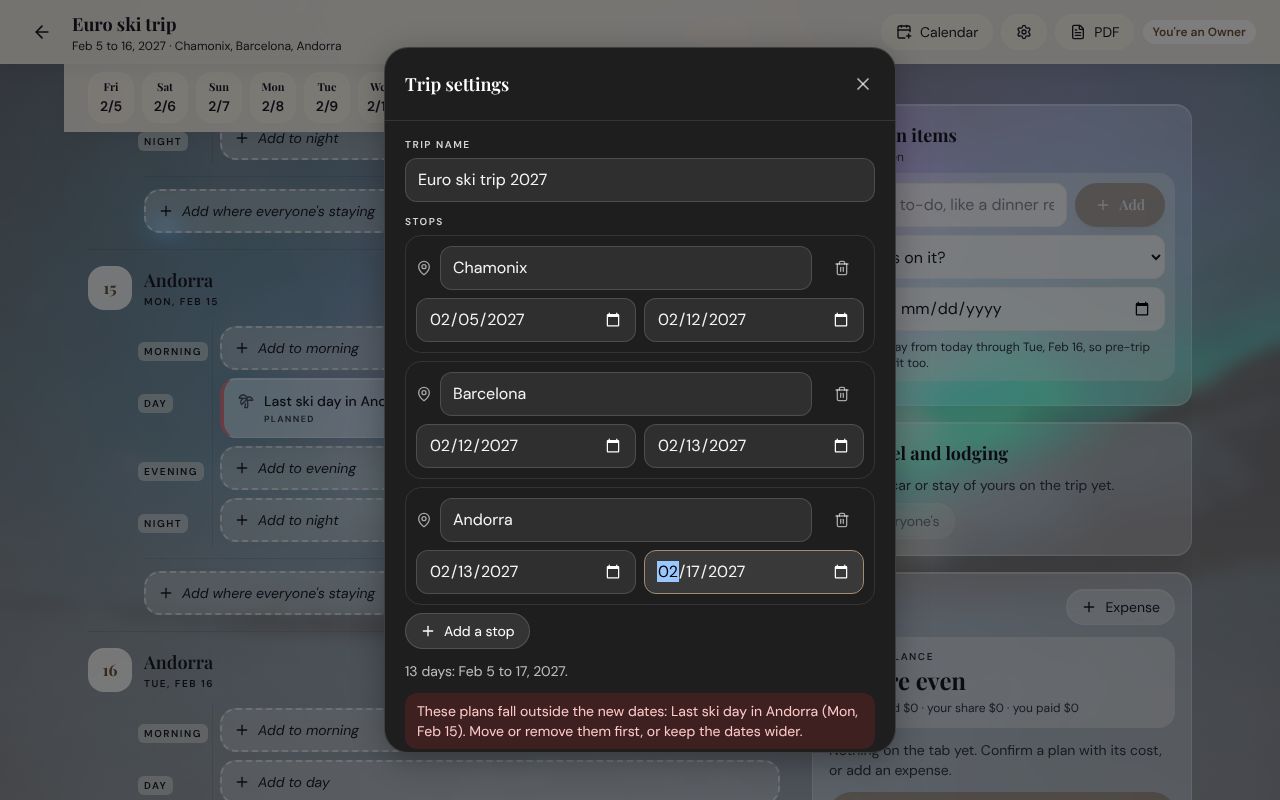 Euro ski trip
Feb 5 to 16, 2027 · Chamonix, Barcelona, Andorra
Calendar
PDF
You're an Owner
Fri
2/5
Sat
2/6
Sun
2/7
Mon
2/8
Tue
2/9
NIGHT
Add to night
Add where everyone's staying
15
Andorra
MON, FEB 15
MORNING
Add to morning
DAY
Last ski day in
PLANNED
EVENING
Add to evening
NIGHT
Add to night
Add where everyone's staying
16
Andorra
TUE, FEB 16
MORNING
Add to morning
DAY
Add to day
Trip settings
TRIP NAME
Euro ski trip 2027
STOPS
Chamonix
02/05/2027
02/12/2027
Barcelona
02/12/2027
02/13/2027
Andorra
02/13/2027
02/17/2027
Add a stop
13 days: Feb 5 to 17, 2027.
These plans fall outside the new dates: Last ski day in Andorra (Mon,
Feb 15). Move or remove them first, or keep the dates wider.
items
to-do, like a dinner
Add
on it?
mm/dd/yyyy
from today through Tue, Feb 16, so pre-trip
fit too.
and lodging
car or stay of yours on the trip yet.
Expense
even
$0 · your share $0 · you paid $0
Nothing on the tab yet. Confirm a plan with its cost,
or add an expense.